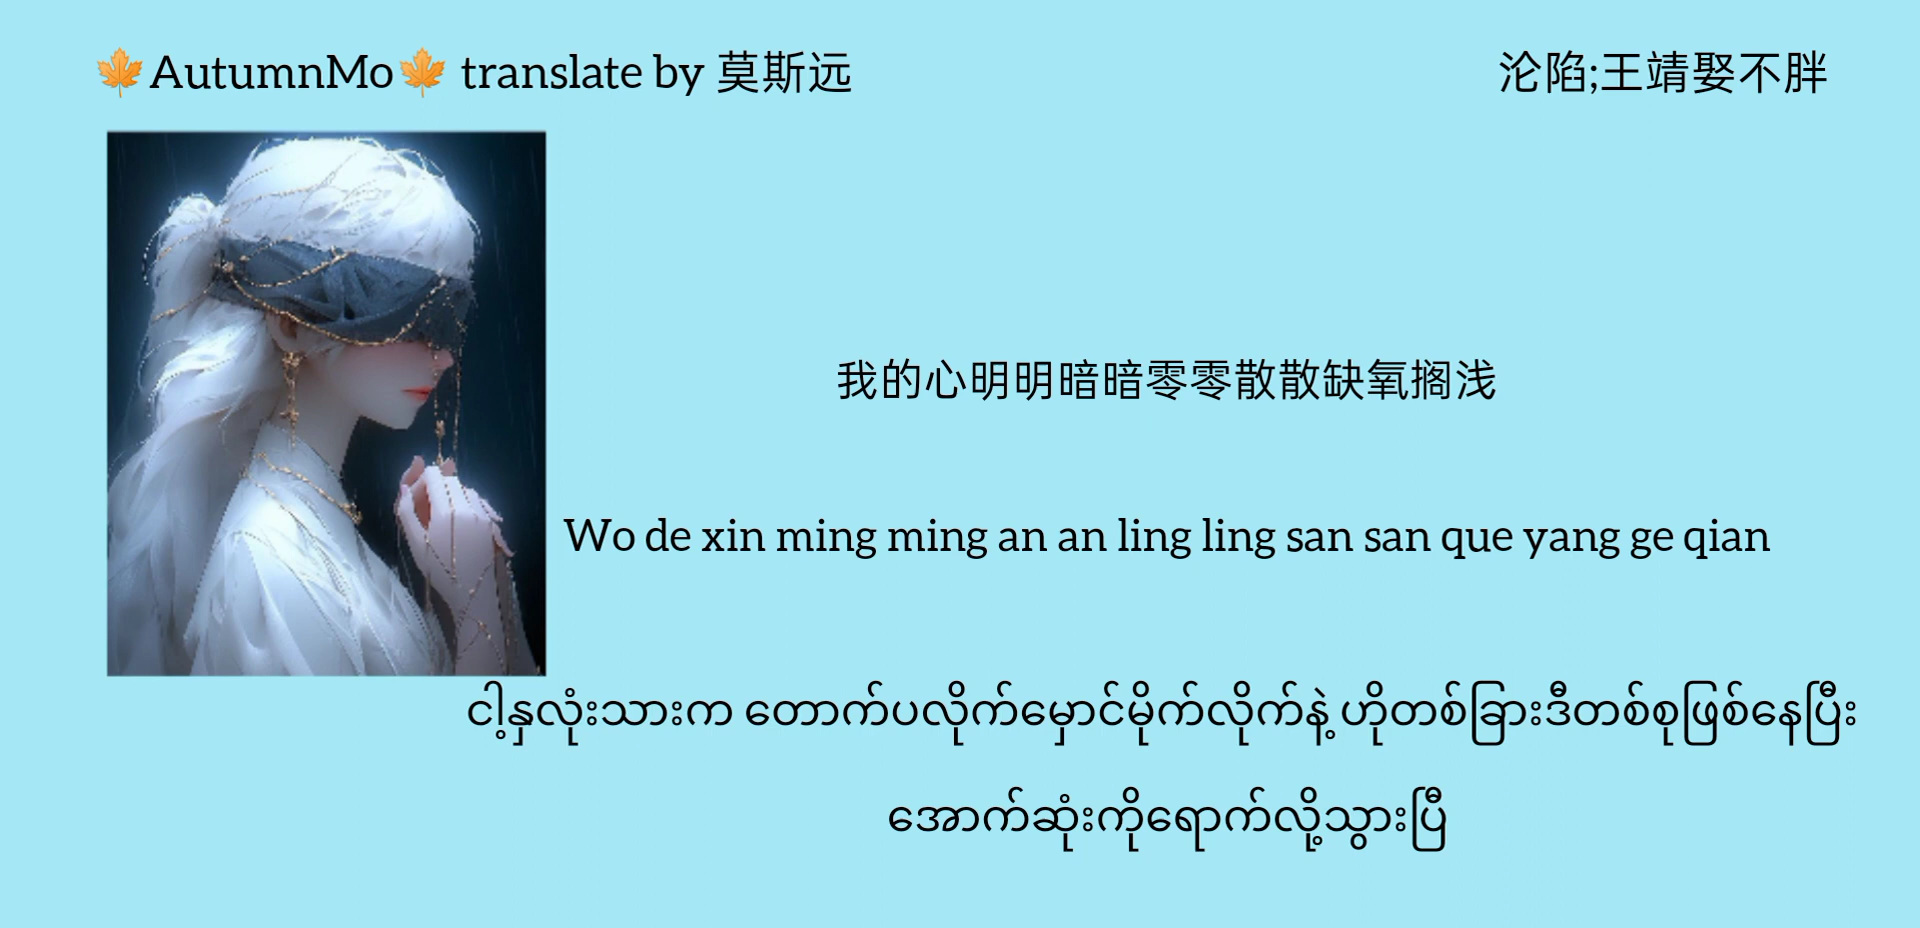 🍁AutumnMo🍁 translate by 莫斯远
沦陷;王靖娶不胖
我的心明明暗暗零零散散缺氧搁浅
Wo de xin ming ming an an ling ling san san que yang ge qian
ငါ့နှလုံးသားက တောက်ပလိုက်မှောင်မိုက်လိုက်နဲ့ ဟိုတစ်ခြားဒီတစ်စုဖြစ်နေပြီး
အောက်ဆုံးကိုရောက်လို့သွားပြီ